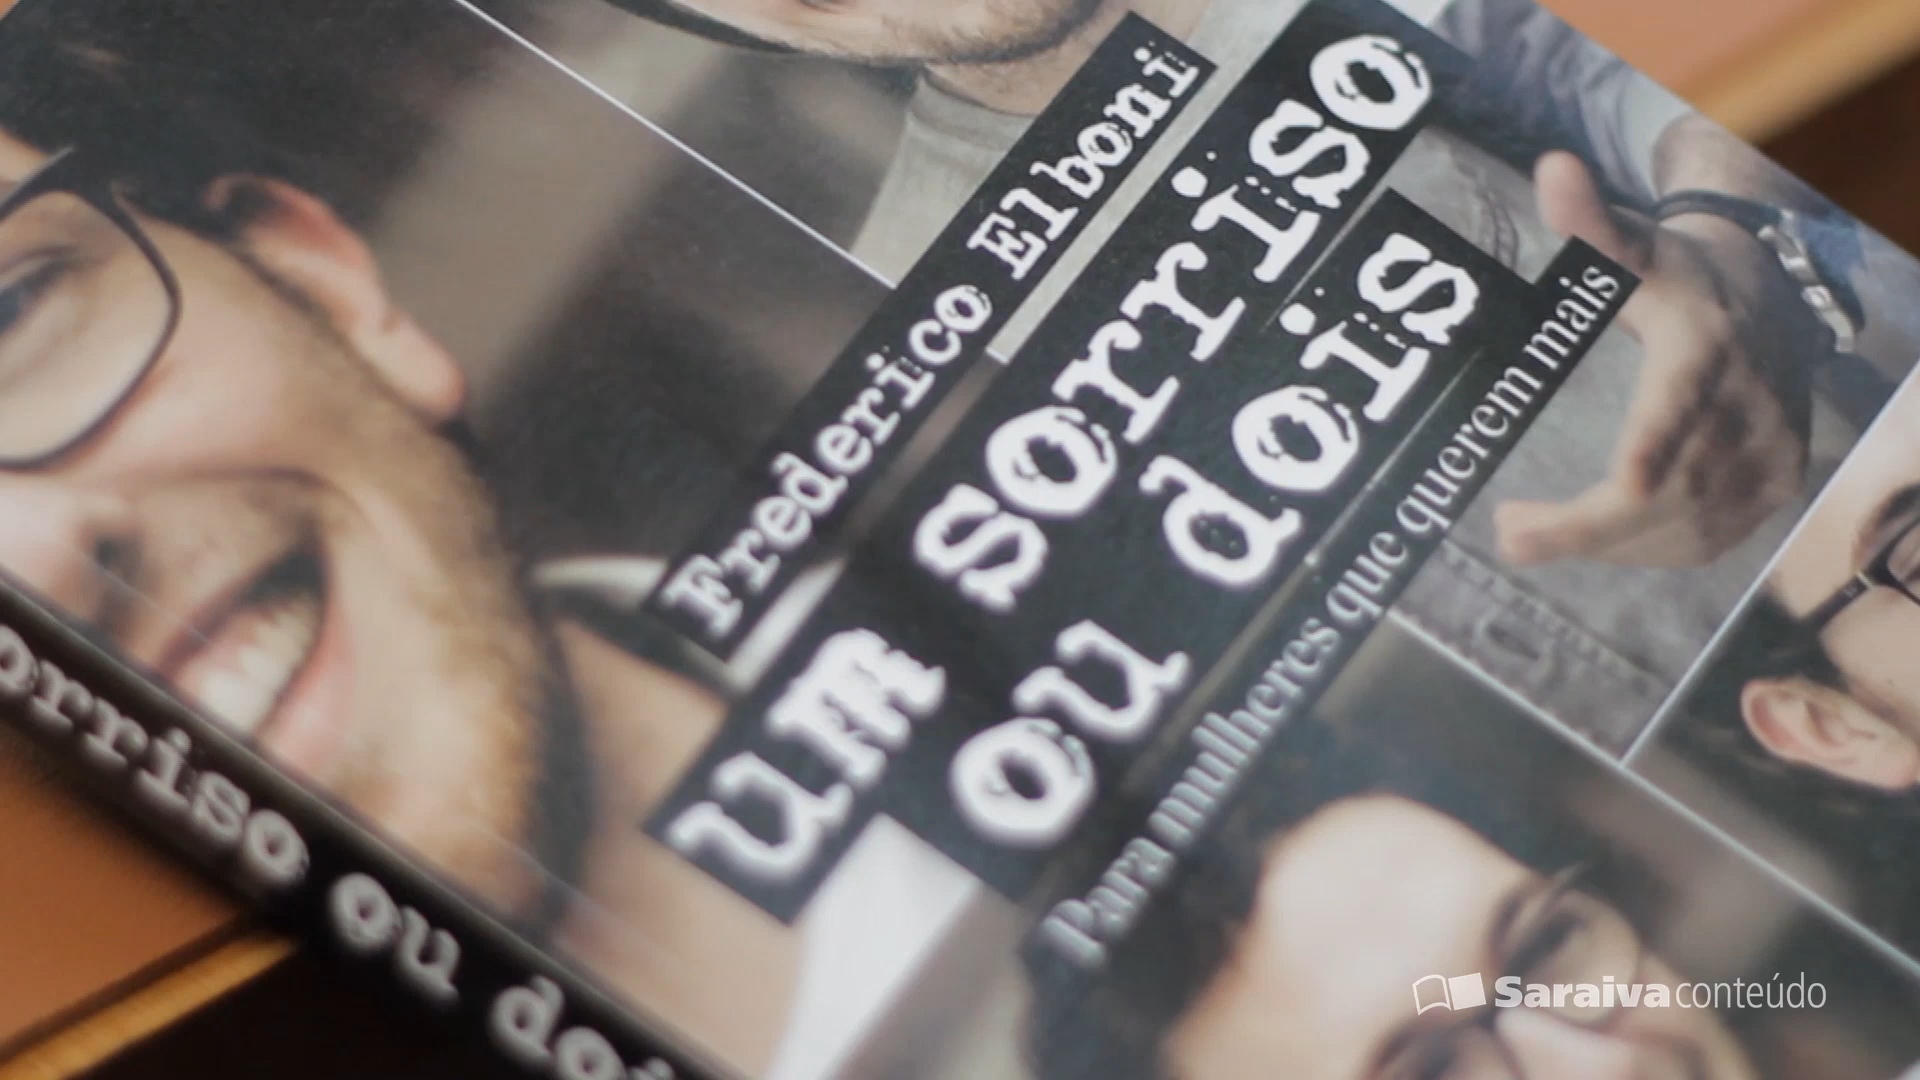 Frederico Elboni
um sorriso
ou dois
Para mulheres que querem mais
orriso ou doi
Saraiva conteúdo